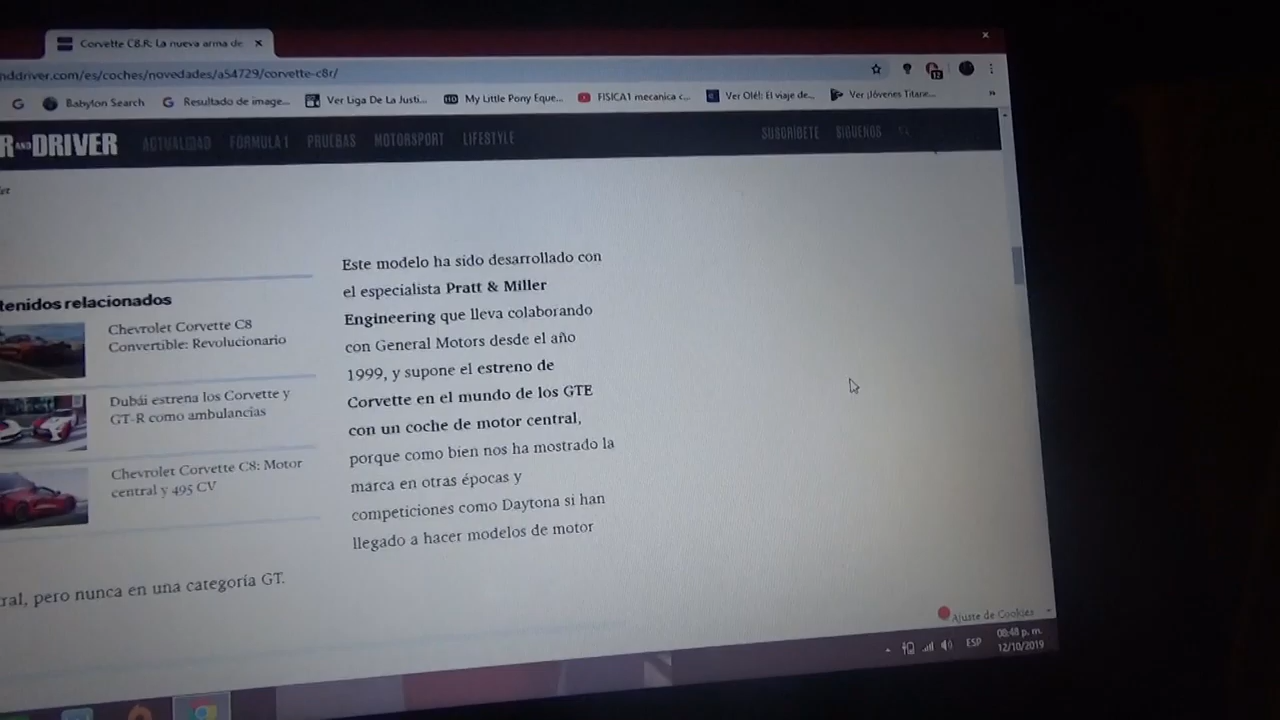 Corvette C8.R: La nueva arma de
nddriver.com/es/coches/novedades/a54729/corvette-c8r/
Babylon Search
Resultado de image...
Ver Liga De La Justi...
My Little Pony Eque...
FISICA1 mecanica c...
Ver Olé!: El viaje de...
Ver ¡Jóvenes Titane...
»
R AND DRIVER
ACTUALIDAD
FÓRMULA 1
PRUEBAS
MOTORSPORT
LIFESTYLE
SUSCRÍBETE
SÍGUENOS
tenidos relacionados
Chevrolet Corvette C8
Convertible: Revolucionario
Dubái estrena los Corvette y
GT-R como ambulancias
Chevrolet Corvette C8: Motor
central y 495 CV
Este modelo ha sido desarrollado con
el especialista Pratt & Miller
Engineering que lleva colaborando
con General Motors desde el año
1999, y supone el estreno de
Corvette en el mundo de los GTE
con un coche de motor central,
porque como bien nos ha mostrado la
marca en otras épocas y
competiciones como Daytona si han
llegado a hacer modelos de motor
ral, pero nunca en una categoría GT.
Ajuste de Cookies
ESP
08:48 p. m.
12/10/2019